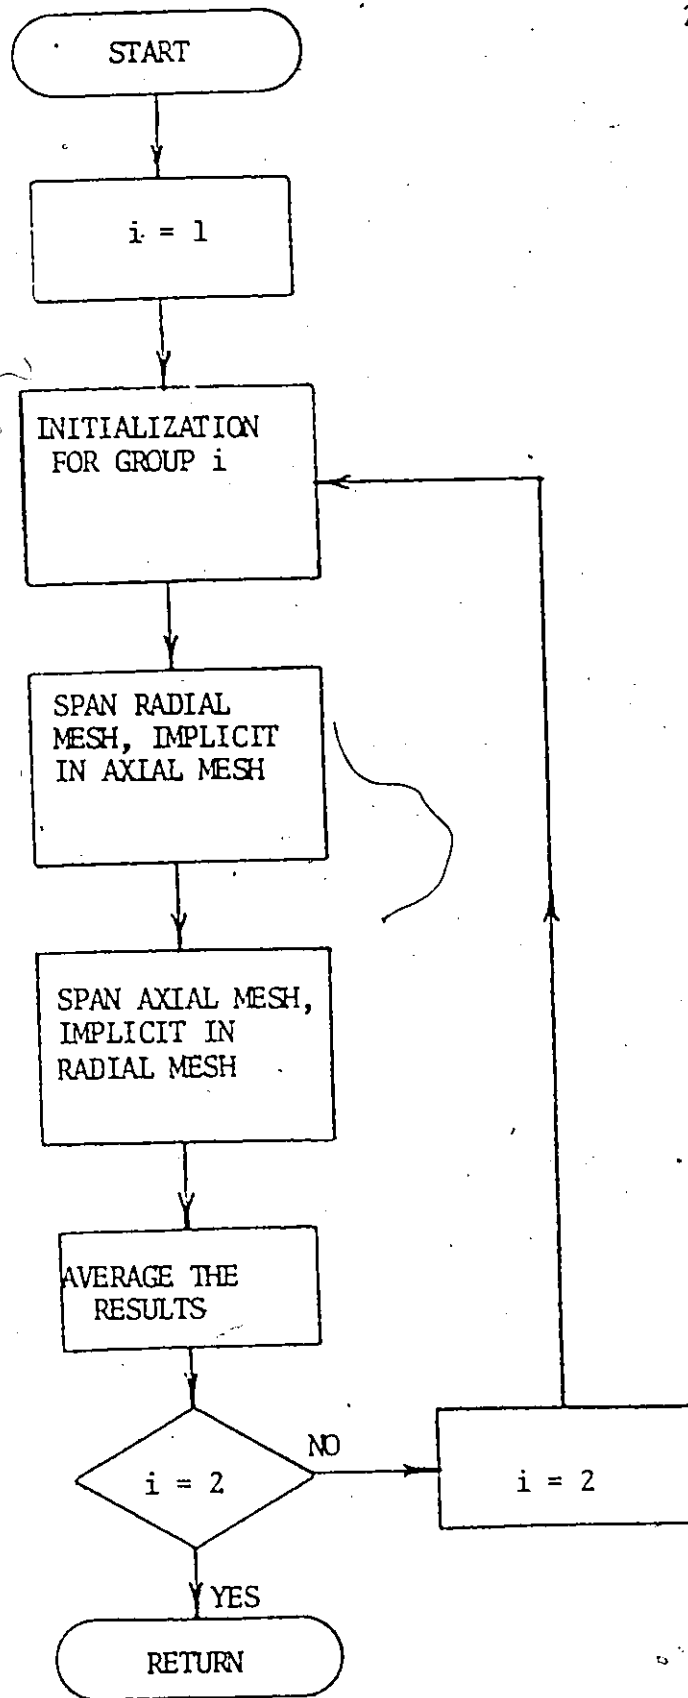 START
i = 1
INITIALIZATION
FOR GROUP i
SPAN RADIAL
MESH, IMPLICIT
IN AXIAL MESH
SPAN AXIAL MESH,
IMPLICIT IN
RADIAL MESH
AVERAGE THE
RESULTS
i = 2
NO
i = 2
YES
RETURN